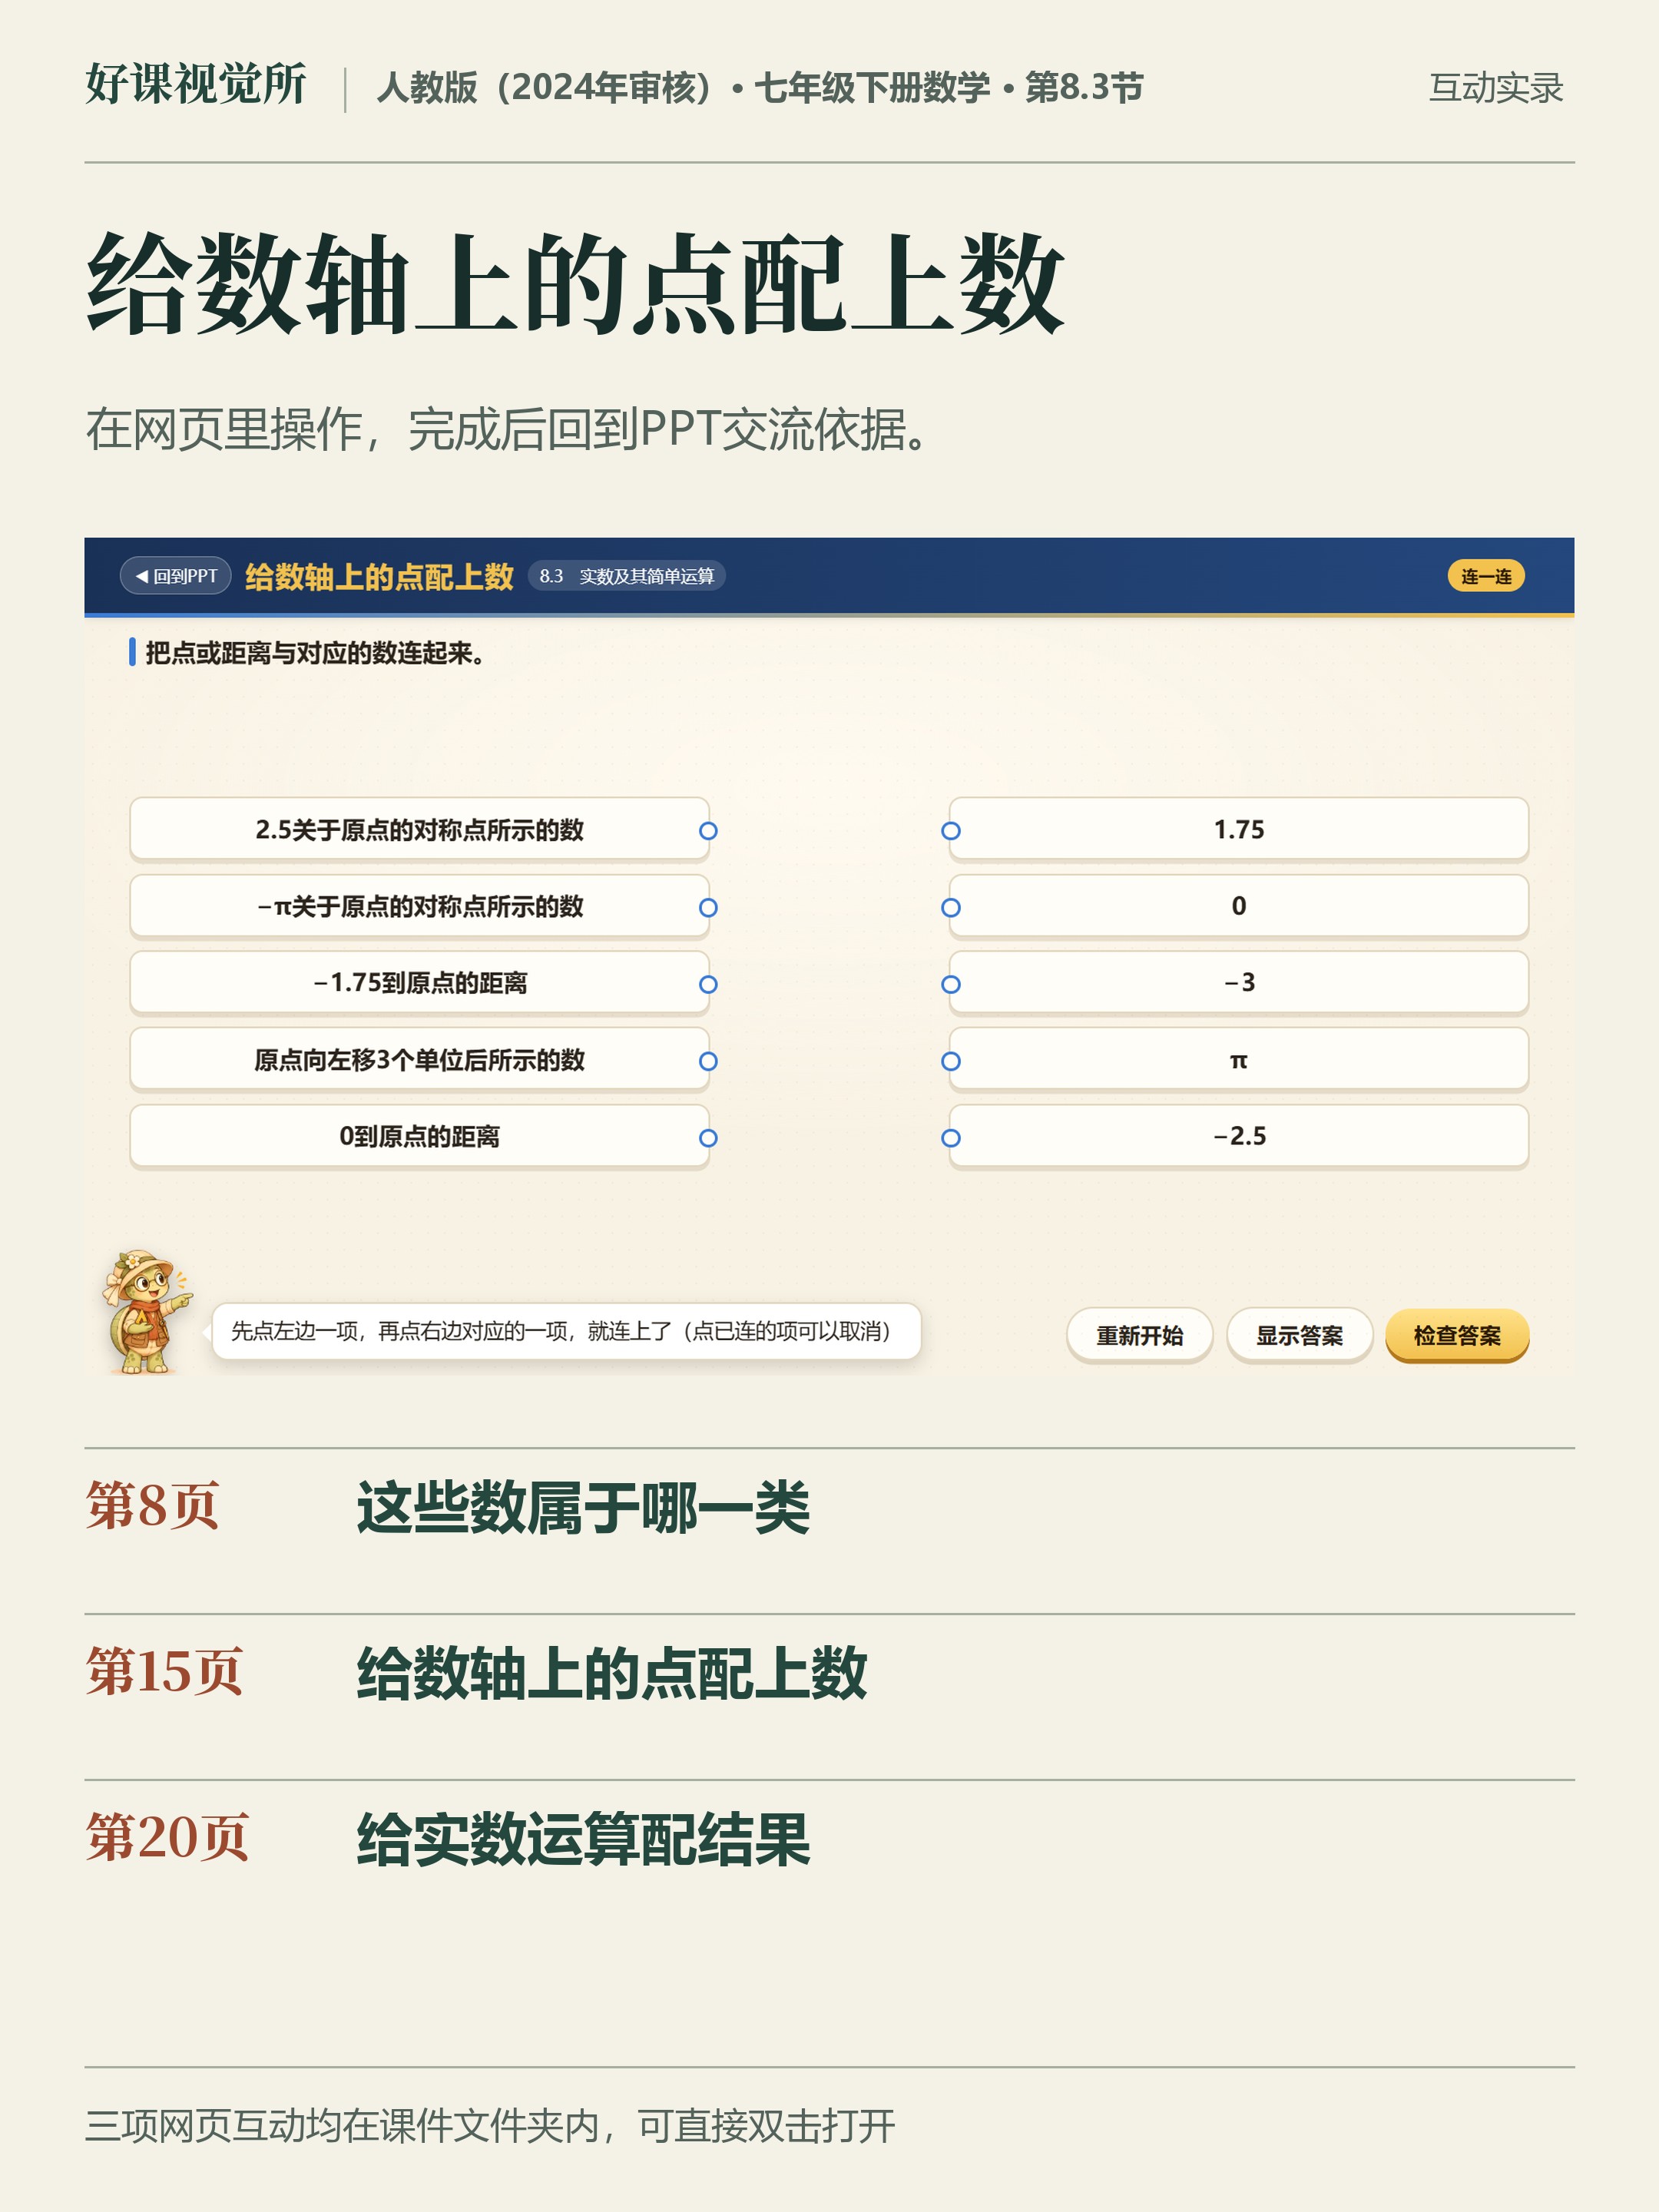 好课视觉所
人教版（2024年审核）• 七年级下册数学 • 第8.3节
互动实录
给数轴上的点配上数
在网页里操作，完成后回到PPT交流依据。
◀ 回到PPT
给数轴上的点配上数
8.3　实数及其简单运算
连一连
把点或距离与对应的数连起来。
2.5关于原点的对称点所示的数
1.75
−π关于原点的对称点所示的数
0
−1.75到原点的距离
−3
原点向左移3个单位后所示的数
π
0到原点的距离
−2.5
先点左边一项，再点右边对应的一项，就连上了（点已连的项可以取消）
重新开始
显示答案
检查答案
第8页
这些数属于哪一类
第15页
给数轴上的点配上数
第20页
给实数运算配结果
三项网页互动均在课件文件夹内，可直接双击打开